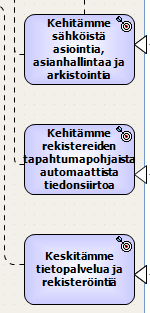 Kehitämme
sähköistä
asiointia,
asianhallintaa ja
arkistointia
Kehitämme
rekistereiden
tapahtumapohjaista
automaattista
tiedonsiirtoa
Keskitämme
tietopalvelua ja
rekisteröintiä